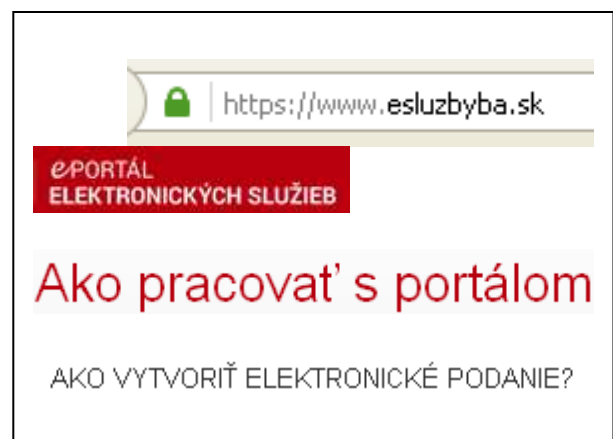 https://www.esluzbyba.sk
ePORTÁL
ELEKTRONICKÝCH SLUŽIEB
Ako pracovať s portálom
AKO VYTVORIŤ ELEKTRONICKÉ PODANIE?